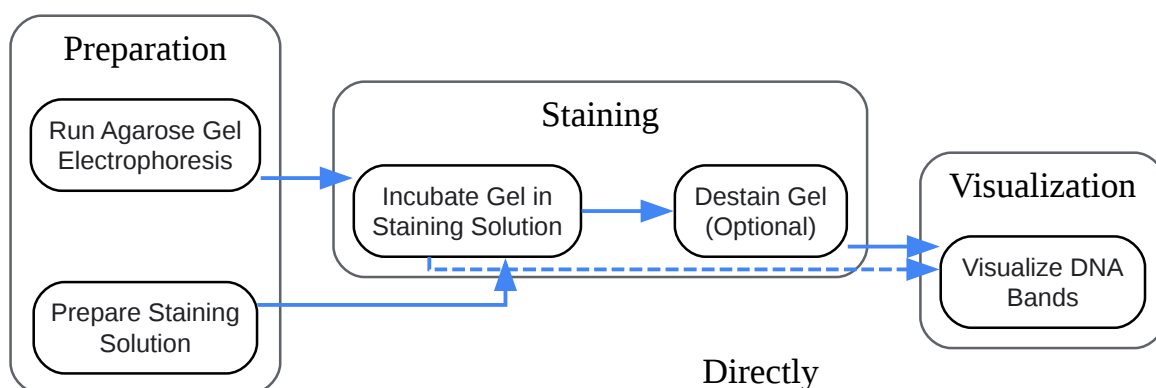 Preparation
Run Agarose Gel
Electrophoresis
Prepare Staining
Solution
Staining
Incubate Gel in
Staining Solution
Destain Gel
(Optional)
Visualization
Visualize DNA
Bands
Directly